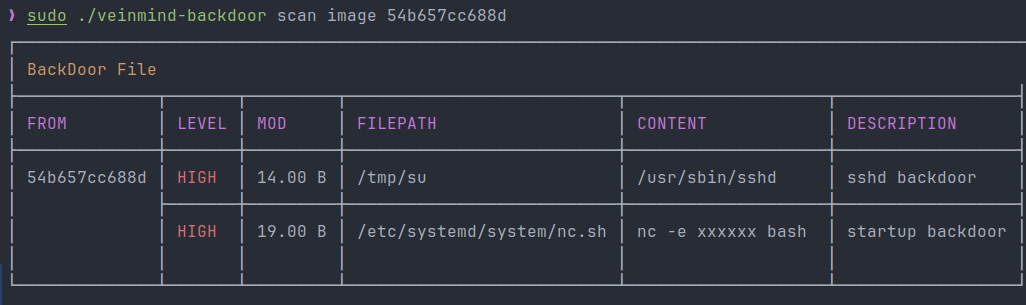 ❯ sudo ./veinmind-backdoor scan image 54b657cc688d
BackDoor File
FROM LEVEL MOD FILEPATH CONTENT DESCRIPTION
54b657cc688d HIGH 14.00 B /tmp/su /usr/sbin/sshd sshd backdoor
HIGH 19.00 B /etc/systemd/system/nc.sh nc -e xxxxxx bash startup backdoor